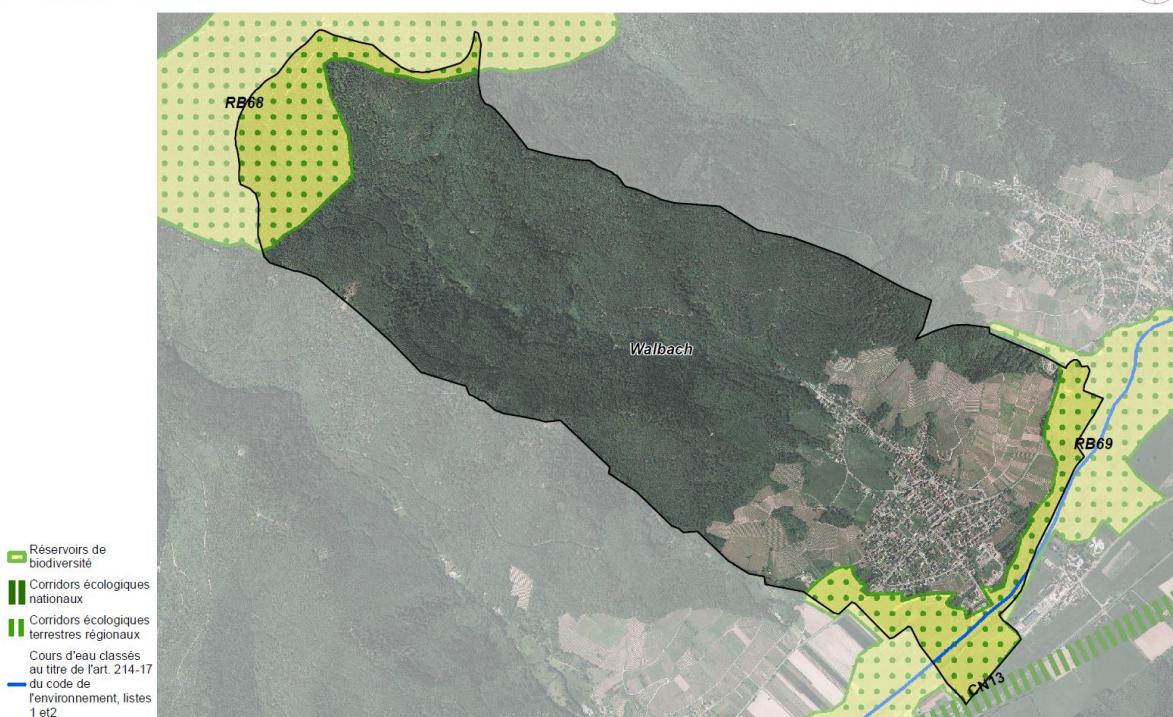 RB68
Walbach
RB69
CN13
Réservoirs de
biodiversité
Corridors écologiques
nationaux
Corridors écologiques
terrestres régionaux
Cours d'eau classés
au titre de l'art. 214-17
du code de
l'environnement, listes
1 et2